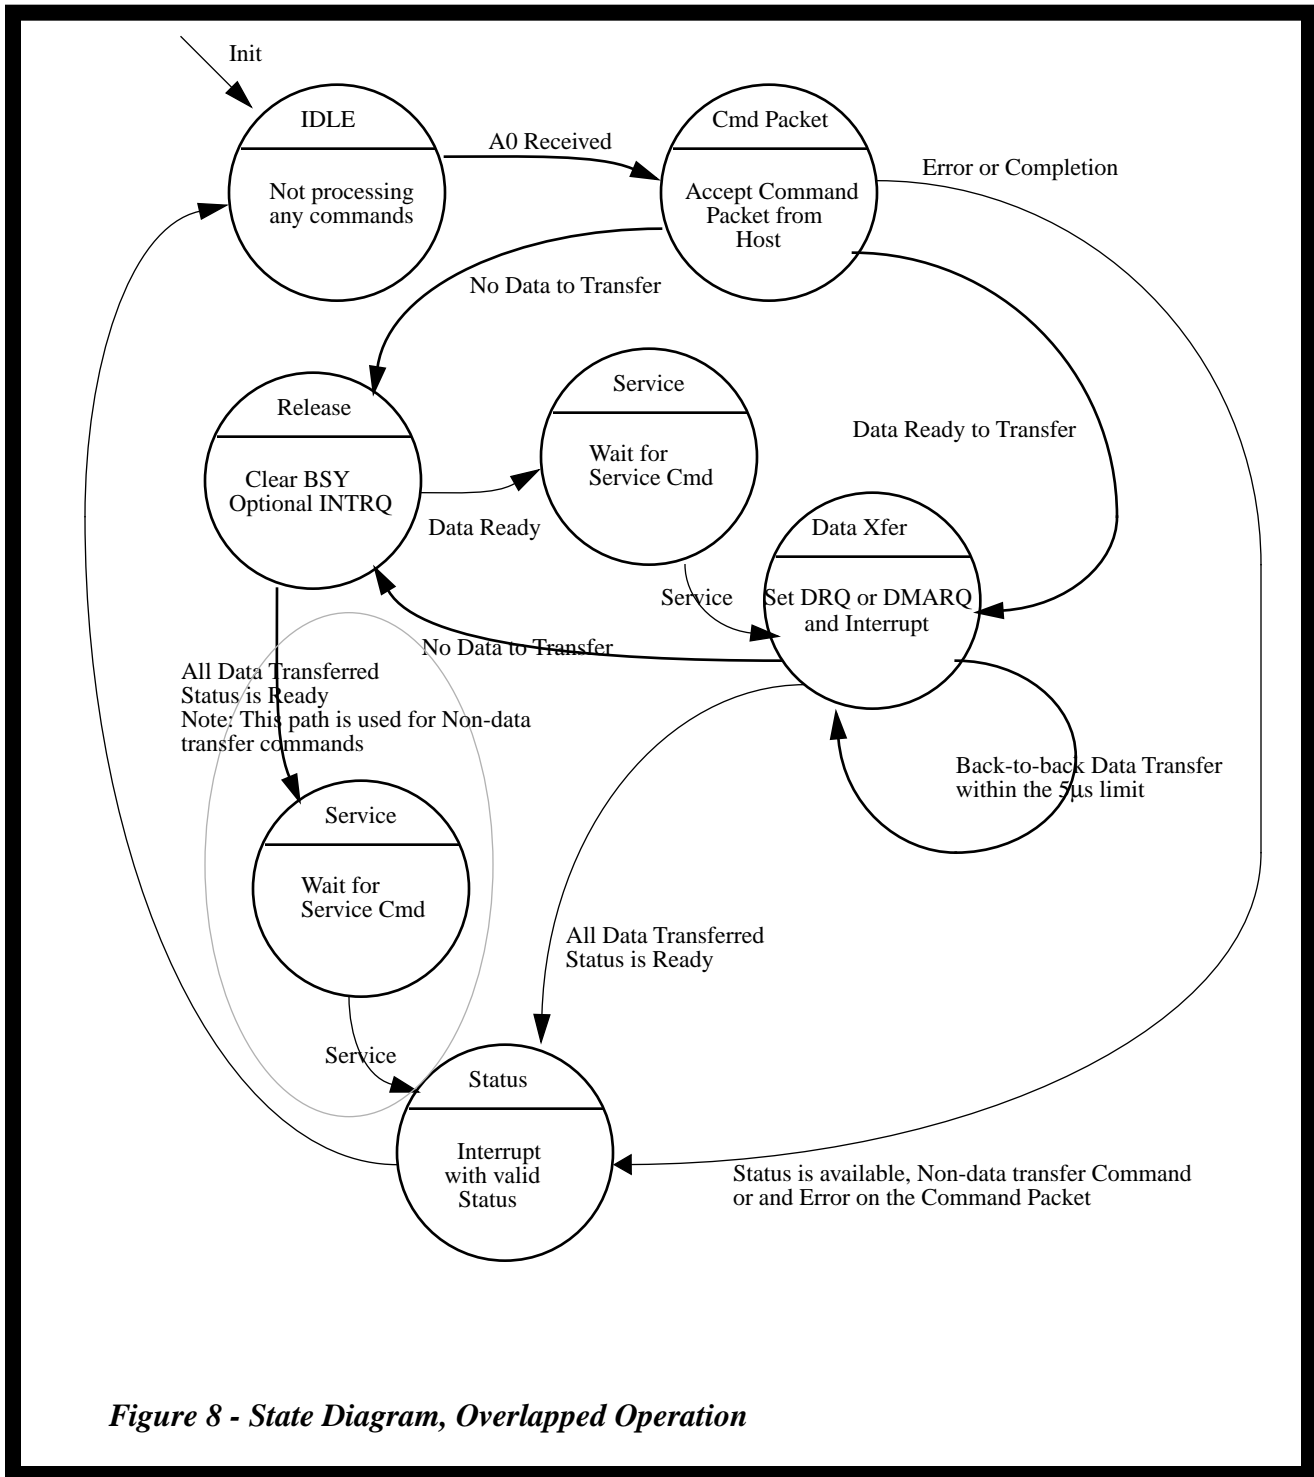 Init
IDLE
Not processing
any commands
A0 Received
Cmd Packet
Accept Command
Packet from
Host
Error or Completion
No Data to Transfer
Service
Wait for
Service Cmd
Release
Clear BSY
Optional INTRQ
Data Ready
Data Ready to Transfer
Data Xfer
Set DRQ or DMARQ
and Interrupt
Service
No Data to Transfer
All Data Transferred
Status is Ready
Note: This path is used for Non-data
transfer commands
Back-to-back Data Transfer
within the 5µs limit
Service
Wait for
Service Cmd
All Data Transferred
Status is Ready
Service
Status
Interrupt
with valid
Status
Status is available, Non-data transfer Command
or and Error on the Command Packet
Figure 8 - State Diagram, Overlapped Operation